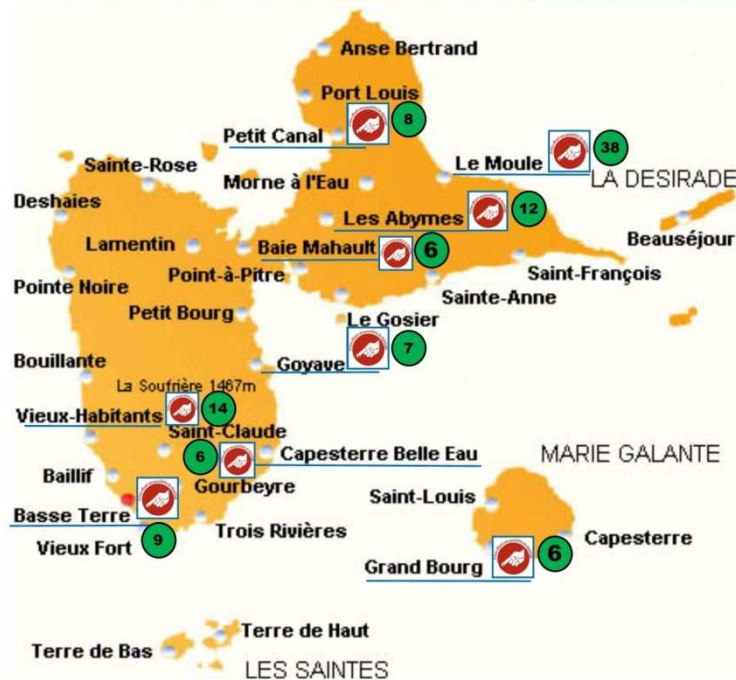 Anse Bertrand
Port Louis
8
Petit Canal
38
Le Moule
Sainte-Rose
Morne à l'Eau
LA DESIRADE
Deshaies
12
Les Abymes
Beauséjour
Lamentin
Baie Mahault
6
Point-à-Pitre
Saint-François
Pointe Noire
Sainte-Anne
Petit Bourg
Le Gosier
7
Bouillante
Goyave
La Soufrière 1467m
14
Vieux-Habitants
Saint-Claude
6
Capesterre Belle Eau
MARIE GALANTE
Baillif
Gourbeyre
Saint-Louis
Basse Terre
Trois Rivières
9
Vieux Fort
Capesterre
6
Grand Bourg
Terre de Haut
Terre de Bas
LES SAINTES